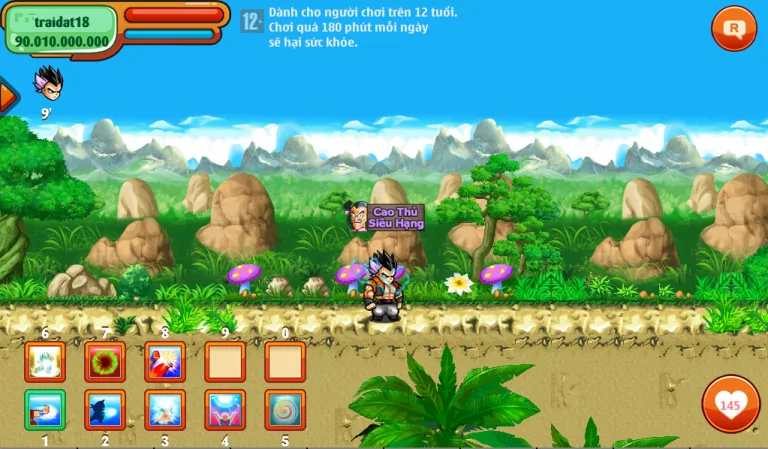 traidat18
90.010.000.000
12+
Dành cho người chơi trên 12 tuổi.
Chơi quá 180 phút mỗi ngày
sẽ hại sức khỏe.
R
9'
Cao Thủ
Siêu Hạng
6 7 8 9 0
1 2 3 4 5
145